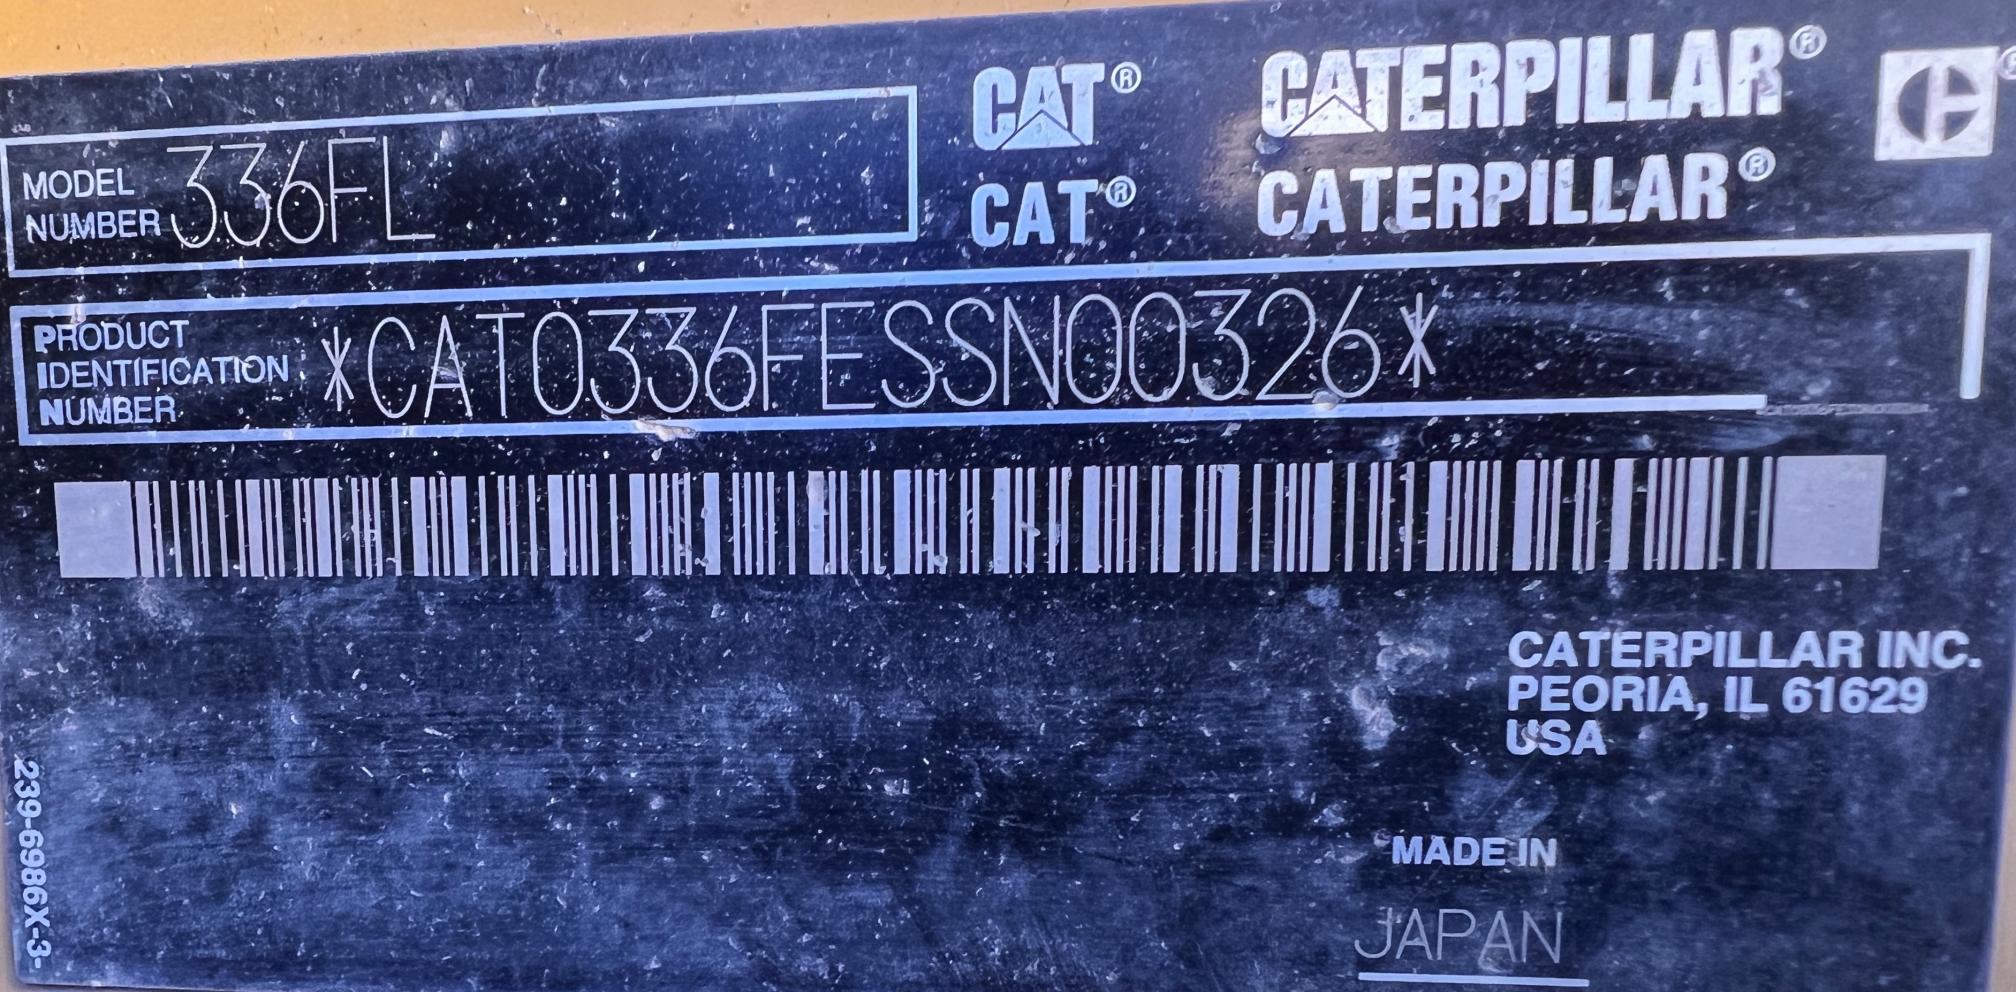 CAT® CATERPILLAR®
CAT® CATERPILLAR®
MODEL
NUMBER 336FL
PRODUCT
IDENTIFICATION
NUMBER
*CAT0336FESSN00326*
CATERPILLAR INC.
PEORIA, IL 61629
USA
MADE IN
JAPAN
239-6986X-3